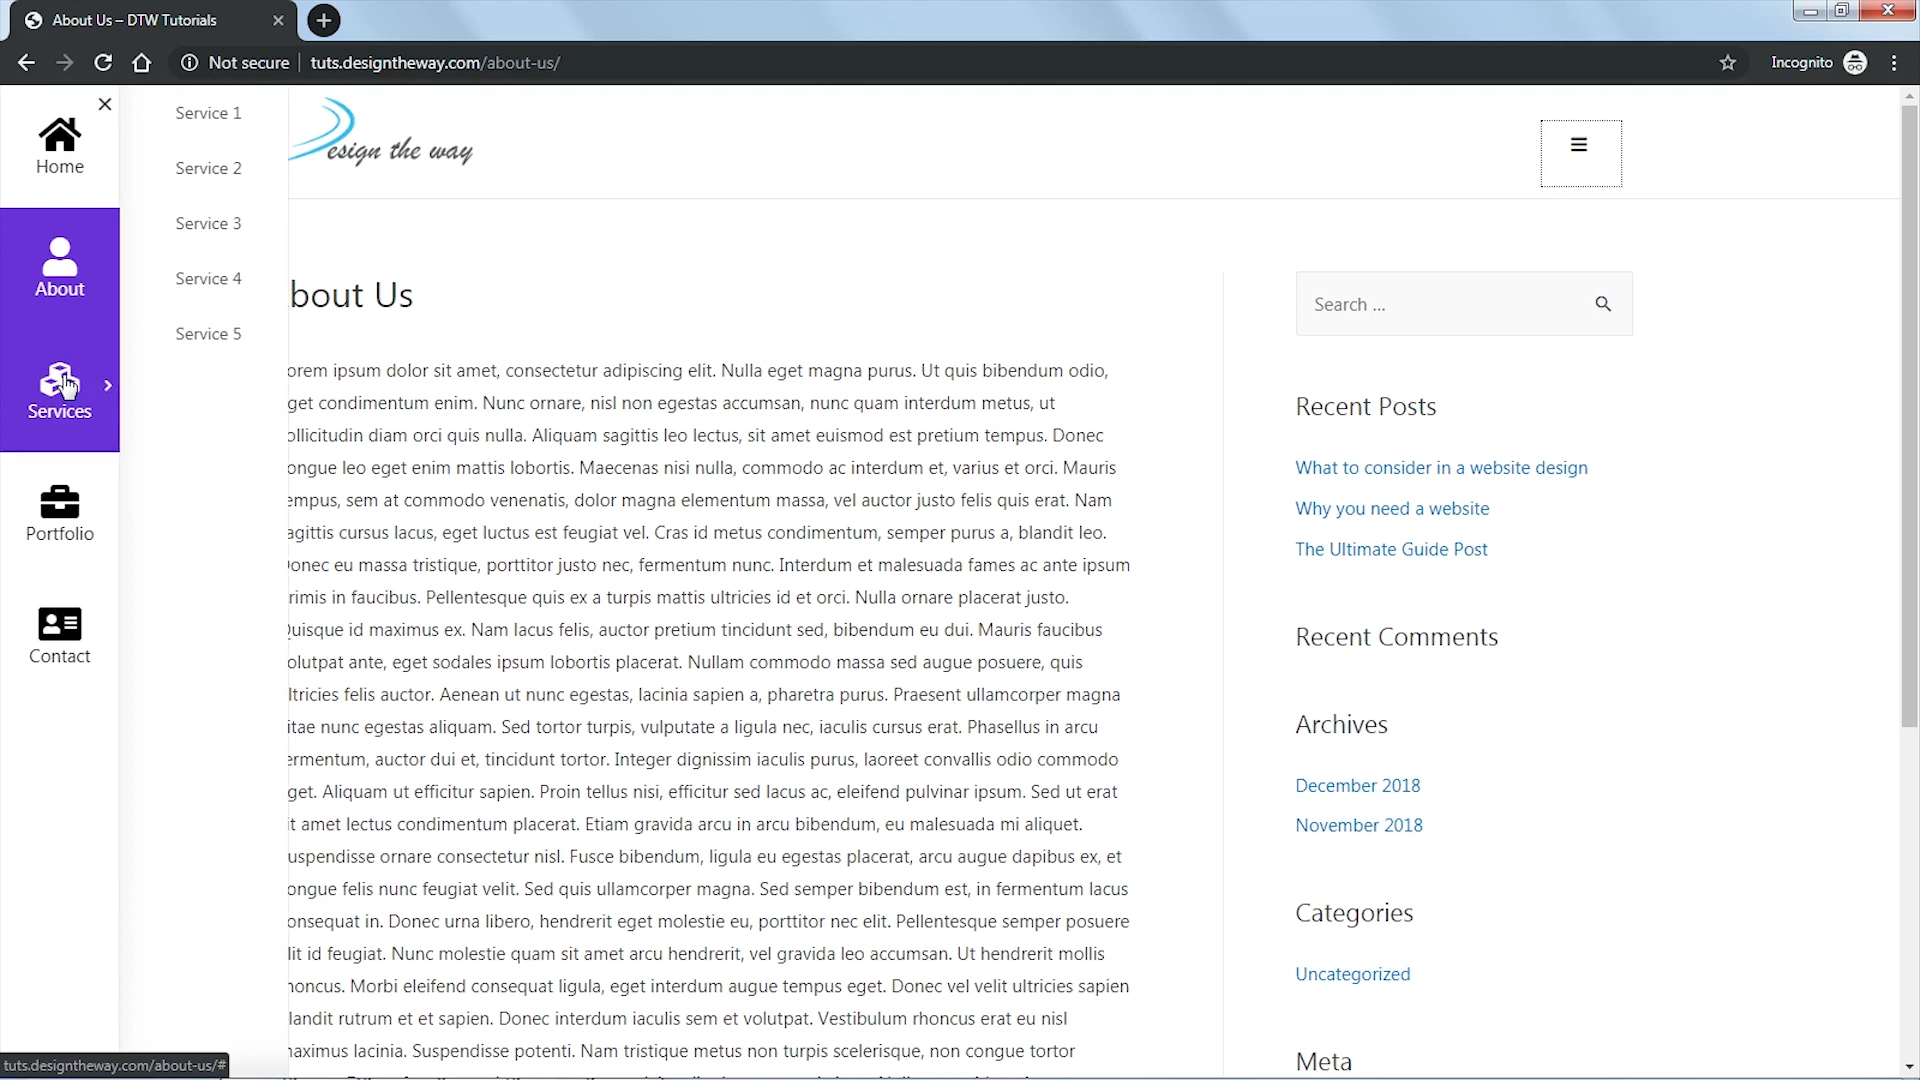 About Us – DTW Tutorials
Not secure
tuts.designtheway.com/about-us/
Incognito
Home
About
Services
Portfolio
Contact
Service 1
Service 2
Service 3
Service 4
Service 5
esign the way
bout Us
orem ipsum dolor sit amet, consectetur adipiscing elit. Nulla eget magna purus. Ut quis bibendum odio,
get condimentum enim. Nunc ornare, nisl non egestas accumsan, nunc quam interdum metus, ut
ollicitudin diam orci quis nulla. Aliquam sagittis leo lectus, sit amet euismod est pretium tempus. Donec
ongue leo eget enim mattis lobortis. Maecenas nisi nulla, commodo ac interdum et, varius et orci. Mauris
empus, sem at commodo venenatis, dolor magna elementum massa, vel auctor justo felis quis erat. Nam
agittis cursus lacus, eget luctus est feugiat vel. Cras id metus condimentum, semper purus a, blandit leo.
onec eu massa tristique, porttitor justo nec, fermentum nunc. Interdum et malesuada fames ac ante ipsum
rimis in faucibus. Pellentesque quis ex a turpis mattis ultricies id et orci. Nulla ornare placerat justo.
uisque id maximus ex. Nam lacus felis, auctor pretium tincidunt sed, bibendum eu dui. Mauris faucibus
olutpat ante, eget sodales ipsum lobortis placerat. Nullam commodo massa sed augue posuere, quis
ltricies felis auctor. Aenean ut nunc egestas, lacinia sapien a, pharetra purus. Praesent ullamcorper magna
itae nunc egestas aliquam. Sed tortor turpis, vulputate a ligula nec, iaculis cursus erat. Phasellus in arcu
ermentum, auctor dui et, tincidunt tortor. Integer dignissim iaculis purus, laoreet convallis odio commodo
get. Aliquam ut efficitur sapien. Proin tellus nisi, efficitur sed lacus ac, eleifend pulvinar ipsum. Sed ut erat
it amet lectus condimentum placerat. Etiam gravida arcu in arcu bibendum, eu malesuada mi aliquet.
uspendisse ornare consectetur nisl. Fusce bibendum, ligula eu egestas placerat, arcu augue dapibus ex, et
ongue felis nunc feugiat velit. Sed quis ullamcorper magna. Sed semper bibendum est, in fermentum lacus
onsequat in. Donec urna libero, hendrerit eget molestie eu, porttitor nec elit. Pellentesque semper posuere
lit id feugiat. Nunc molestie quam sit amet arcu hendrerit, vel gravida leo accumsan. Ut hendrerit mollis
honcus. Morbi eleifend consequat ligula, eget interdum augue tempus eget. Donec vel velit ultricies sapien
landit rutrum et et sapien. Donec interdum iaculis sem et volutpat. Vestibulum rhoncus erat eu nisl
naximus lacinia. Suspendisse potenti. Nam tristique metus non turpis scelerisque, non congue tortor
Search ...
Recent Posts
What to consider in a website design
Why you need a website
The Ultimate Guide Post
Recent Comments
Archives
December 2018
November 2018
Categories
Uncategorized
Meta
tuts.designtheway.com/about-us/#